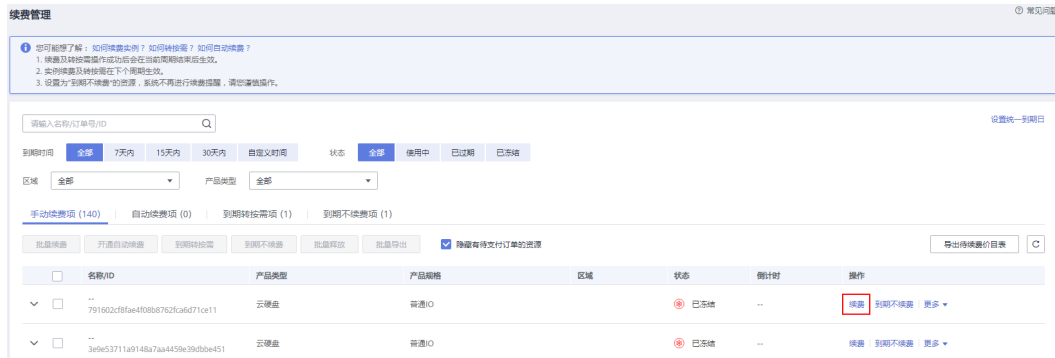 续费管理
常见问题
您可能想了解：如何续费实例？如何转按需？如何自动续费？
1. 续费及转按需操作成功后会在当前周期结束后生效。
2. 实例续费及转按需在下个周期生效。
3. 设置为“到期不续费”的资源，系统不再进行续费提醒，请您谨慎操作。
请输入名称/订单号/ID
设置统一到期日
到期时间 全部 7天内 15天内 30天内 自定义时间 状态 全部 使用中 已过期 已冻结
区域 全部 产品类型 全部
手动续费项 (140) 自动续费项 (0) 到期转按需项 (1) 到期不续费项 (1)
批量续费 开通自动续费 到期转按需 到期不续费 批量释放 批量导出 隐藏有待支付订单的资源 导出待续费价目表
名称/ID 产品类型 产品规格 区域 状态 倒计时 操作
-- 云硬盘 普通IO 已冻结 -- 续费 到期不续费 更多
791602cf8fae4f08b8762fca6d71ce11
-- 云硬盘 普通IO 已冻结 -- 续费 到期不续费 更多
3e9e53711a9148a7aa4459e39dbbe451